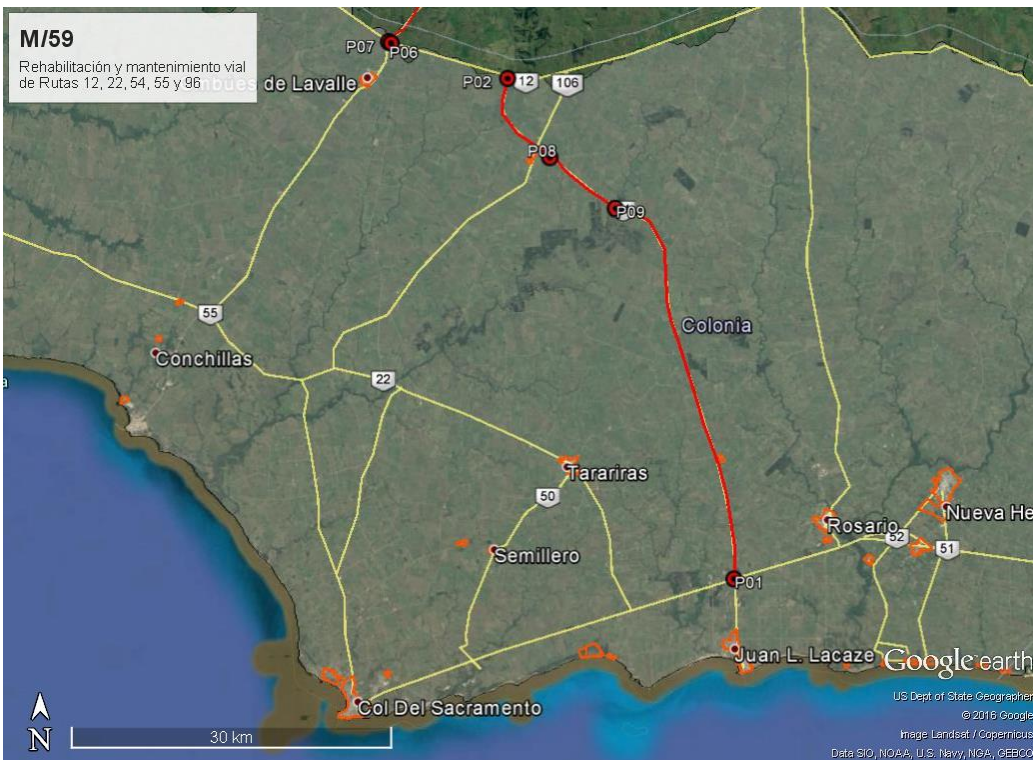 M/59
Rehabilitación y mantenimiento vial
de Rutas 12, 22, 54, 55 y 96
P07
P06
de Lavalle
P02
12
106
P08
P09
Colonia
55
Conchillas
22
Tarariras
50
Semillero
Rosario
Nueva He
52
51
P01
Juan L. Lacaze
Google earth
Col Del Sacramento
US Dept of State Geographer
© 2016 Google
Image Landsat / Copernicus
Data SIO, NOAA, U.S. Navy, NGA, GEBCO
N
30 km